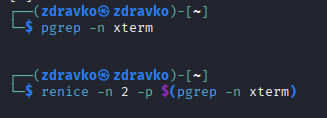 ┌──(zdravko㉿ zdravko)-[~]
└─$ pgrep -n xterm
┌──(zdravko㉿ zdravko)-[~]
└─$ renice -n 2 -p $(pgrep -n xterm)